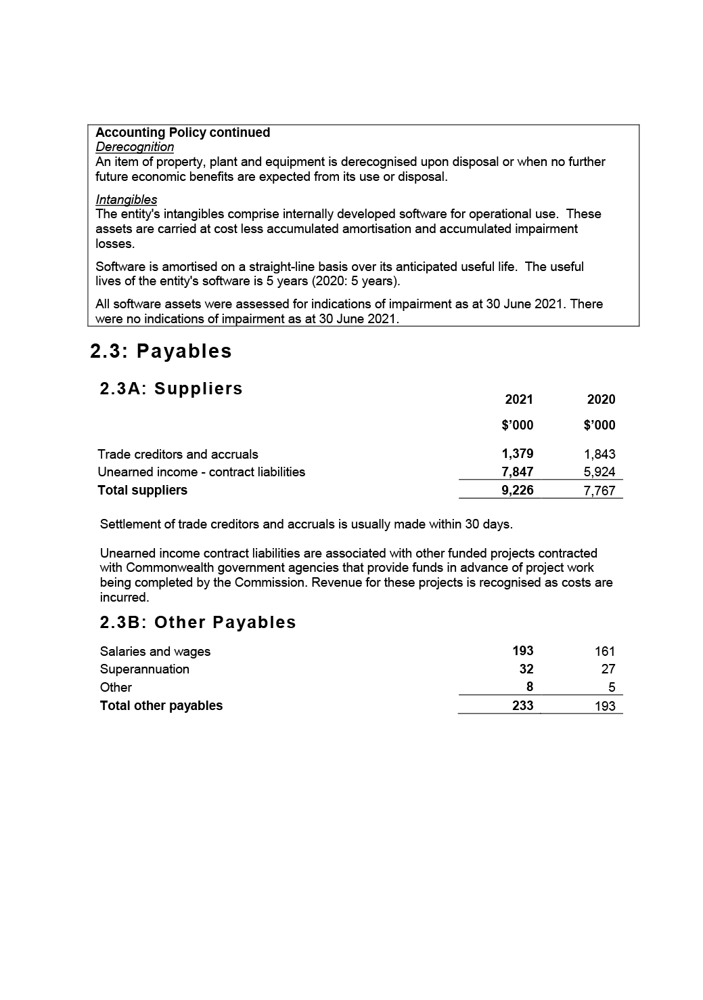 Accounting Policy continued
Derecognition
An item of property, plant and equipment is derecognised upon disposal or when no further
future economic benefits are expected from its use or disposal.
Intangibles
The entity's intangibles comprise internally developed software for operational use.  These
assets are carried at cost less accumulated amortisation and accumulated impairment
losses.
Software is amortised on a straight-line basis over its anticipated useful life.  The useful
lives of the entity's software is 5 years (2020: 5 years).
All software assets were assessed for indications of impairment as at 30 June 2021. There
were no indications of impairment as at 30 June 2021.
2.3: Payables
2.3A: Suppliers
2021 2020
$’000 $’000
Trade creditors and accruals 1,379 1,843
Unearned income - contract liabilities 7,847 5,924
Total suppliers 9,226 7,767
Settlement of trade creditors and accruals is usually made within 30 days.
Unearned income contract liabilities are associated with other funded projects contracted
with Commonwealth government agencies that provide funds in advance of project work
being completed by the Commission. Revenue for these projects is recognised as costs are
incurred.
2.3B: Other Payables
Salaries and wages 193 161
Superannuation 32 27
Other 8 5
Total other payables 233 193